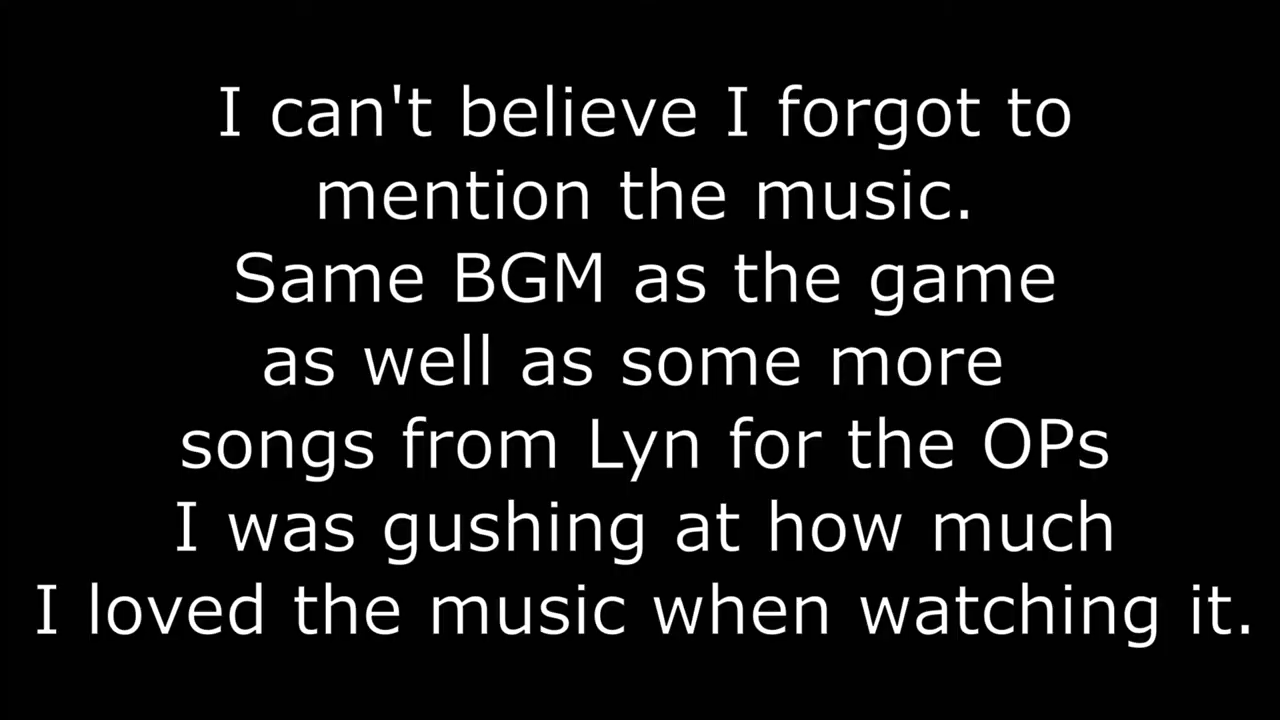 I can't believe I forgot to
mention the music.
Same BGM as the game
as well as some more
songs from Lyn for the OPs
I was gushing at how much
I loved the music when watching it.